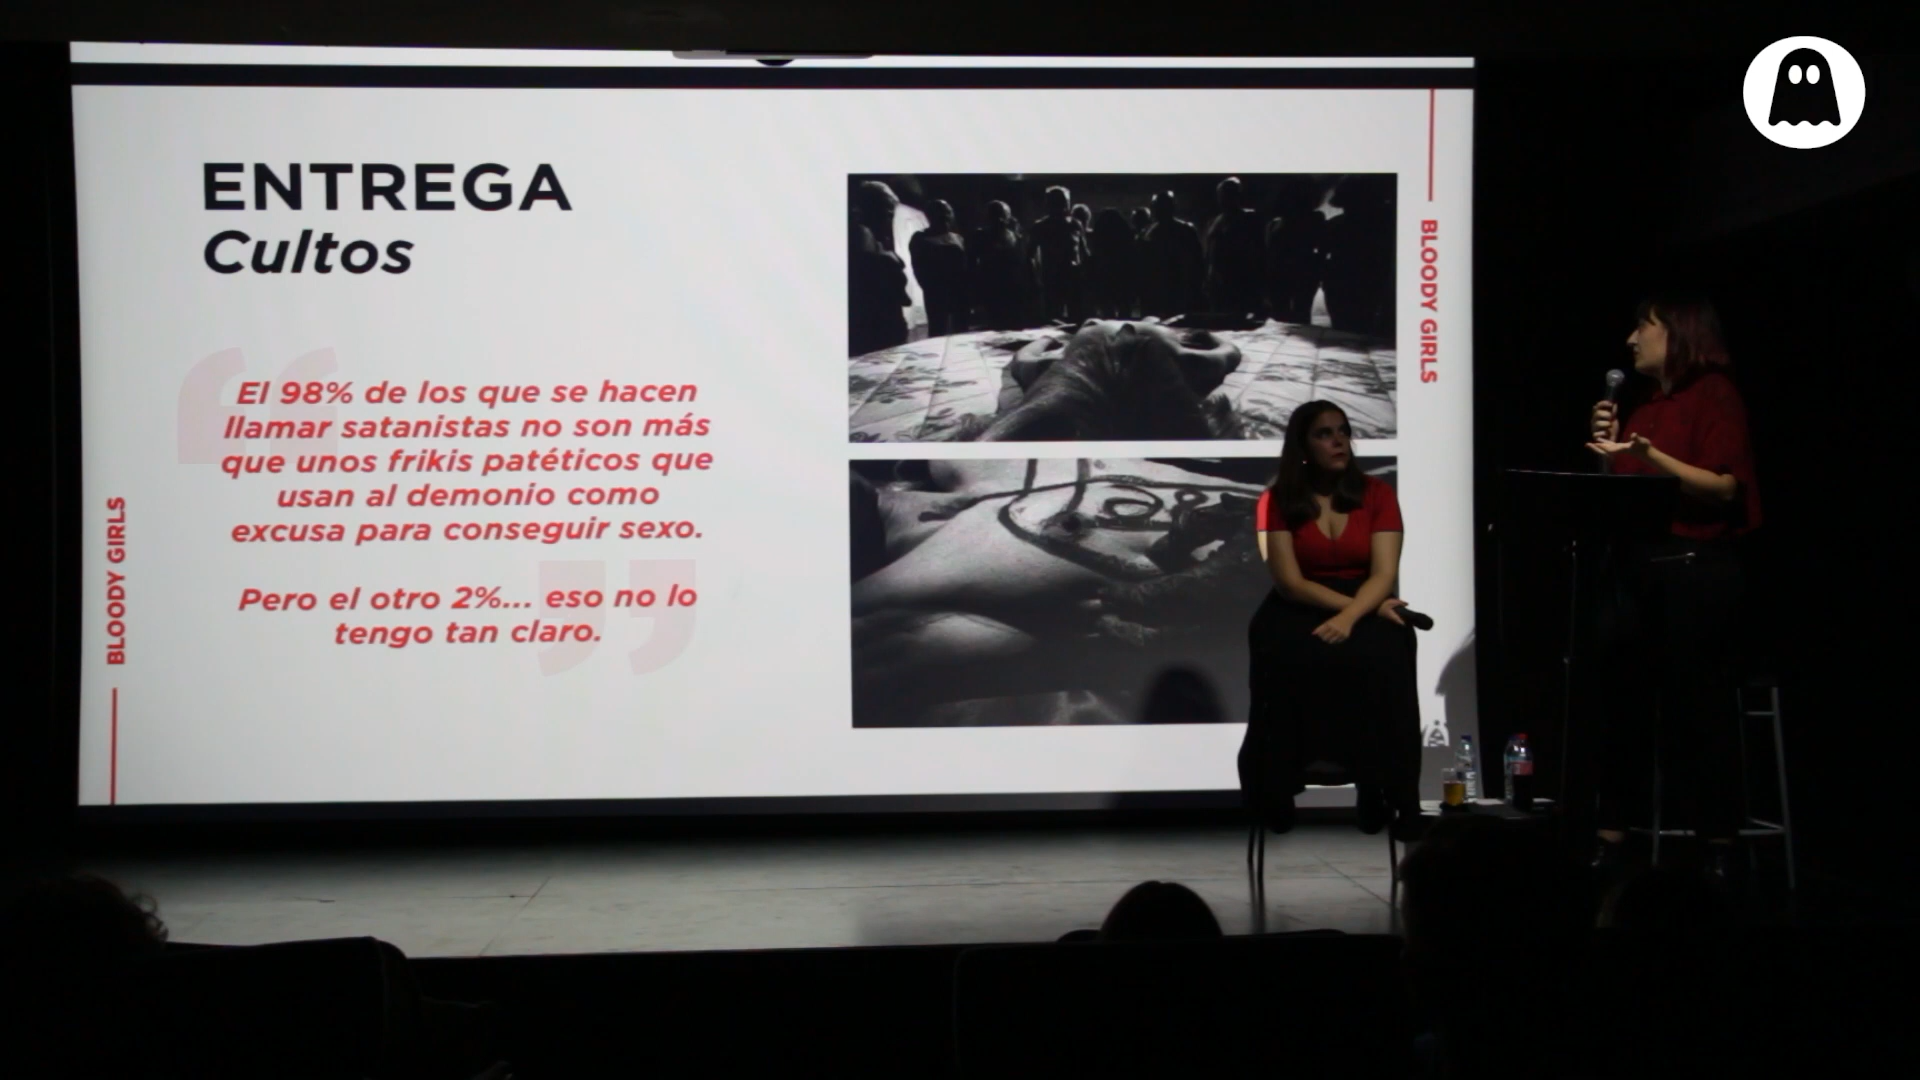 ENTREGA
Cultos
El 98% de los que se hacen
llamar satanistas no son más
que unos frikis patéticos que
usan al demonio como
excusa para conseguir sexo.
Pero el otro 2%... eso no lo
tengo tan claro.
BLOODY GIRLS
BLOODY GIRLS